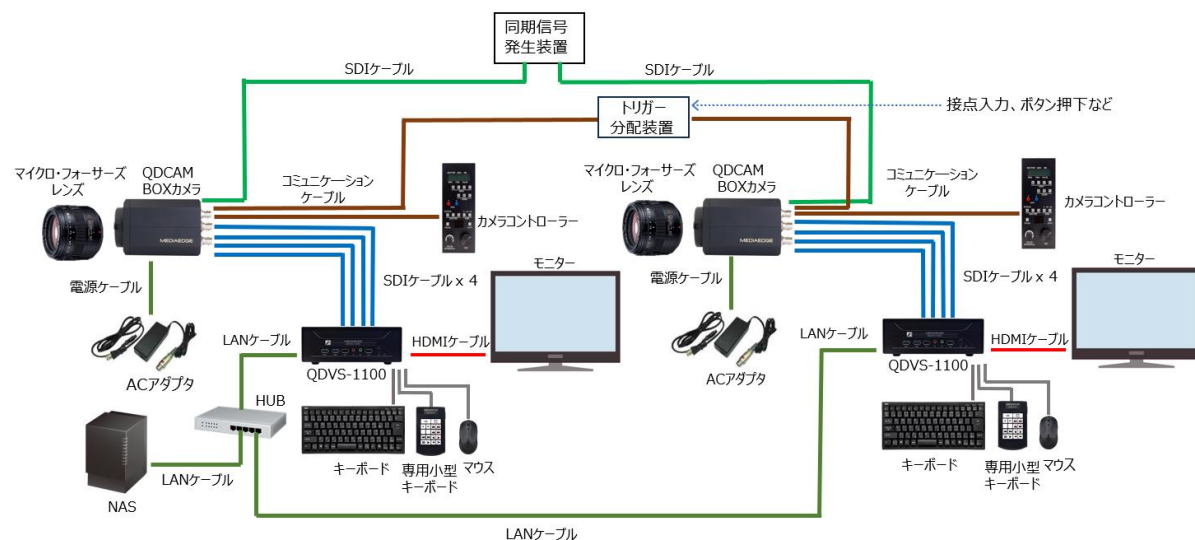 同期信号
発生装置
SDIケーブル
SDIケーブル
トリガー
分配装置
接点入力、ボタン押下など
マイクロ・フォーサーズ
レンズ
QDCAM
BOXカメラ
コミュニケーション
ケーブル
カメラコントローラー
MEDIAEDGE
電源ケーブル
SDIケーブル x 4
モニター
ACアダプタ
LANケーブル
HDMIケーブル
QDVS-1100
HUB
キーボード
専用小型
キーボード
マウス
NAS
LANケーブル
マイクロ・フォーサーズ
レンズ
QDCAM
BOXカメラ
コミュニケーション
ケーブル
カメラコントローラー
MEDIAEDGE
電源ケーブル
SDIケーブル x 4
モニター
ACアダプタ
LANケーブル
HDMIケーブル
QDVS-1100
キーボード
専用小型
キーボード
マウス
LANケーブル